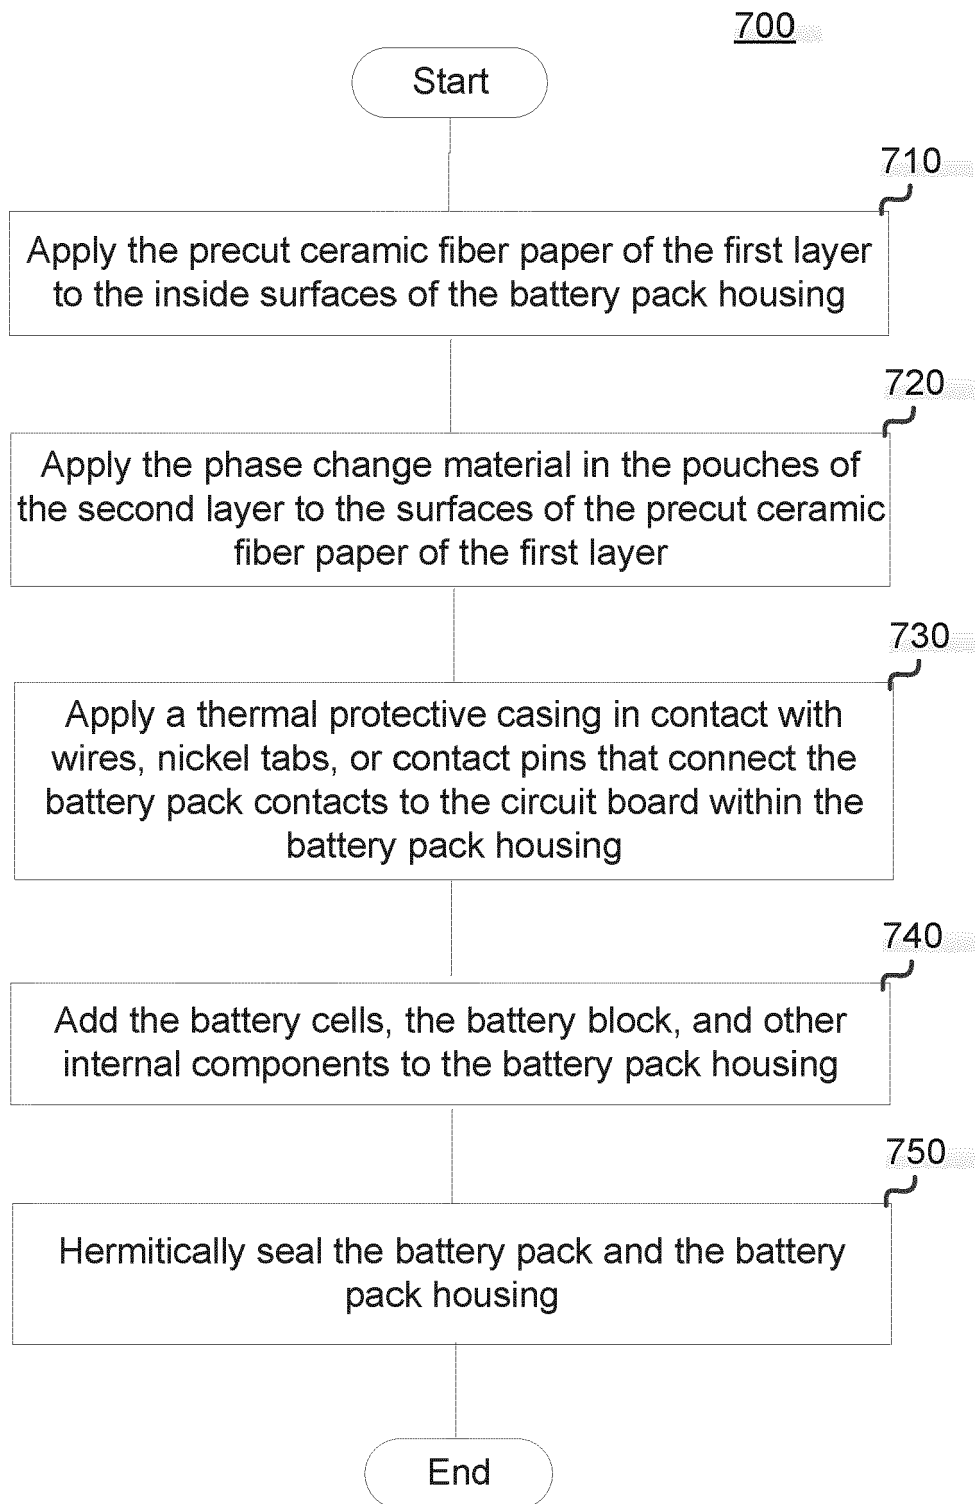 700
Start
710
Apply the precut ceramic fiber paper of the first layer
to the inside surfaces of the battery pack housing
720
Apply the phase change material in the pouches of
the second layer to the surfaces of the precut ceramic
fiber paper of the first layer
730
Apply a thermal protective casing in contact with
wires, nickel tabs, or contact pins that connect the
battery pack contacts to the circuit board within the
battery pack housing
740
Add the battery cells, the battery block, and other
internal components to the battery pack housing
750
Hermitically seal the battery pack and the battery
pack housing
End